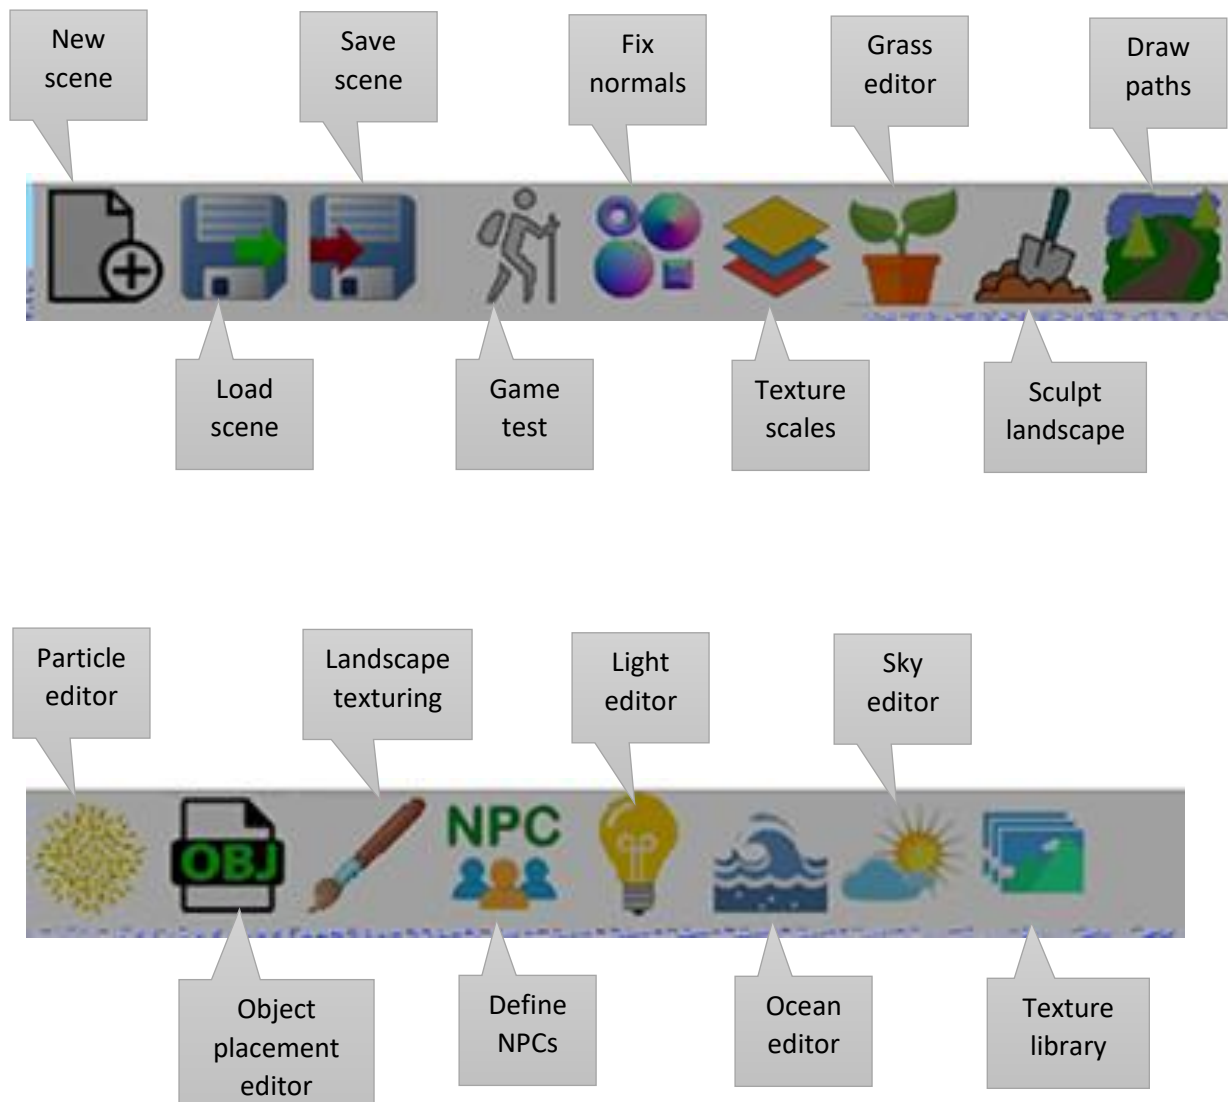 New
scene
Save
scene
Fix
normals
Grass
editor
Draw
paths
Load
scene
Game
test
Texture
scales
Sculpt
landscape
Particle
editor
Landscape
texturing
Light
editor
Sky
editor
OBJ
NPC
Object
placement
editor
Define
NPCs
Ocean
editor
Texture
library